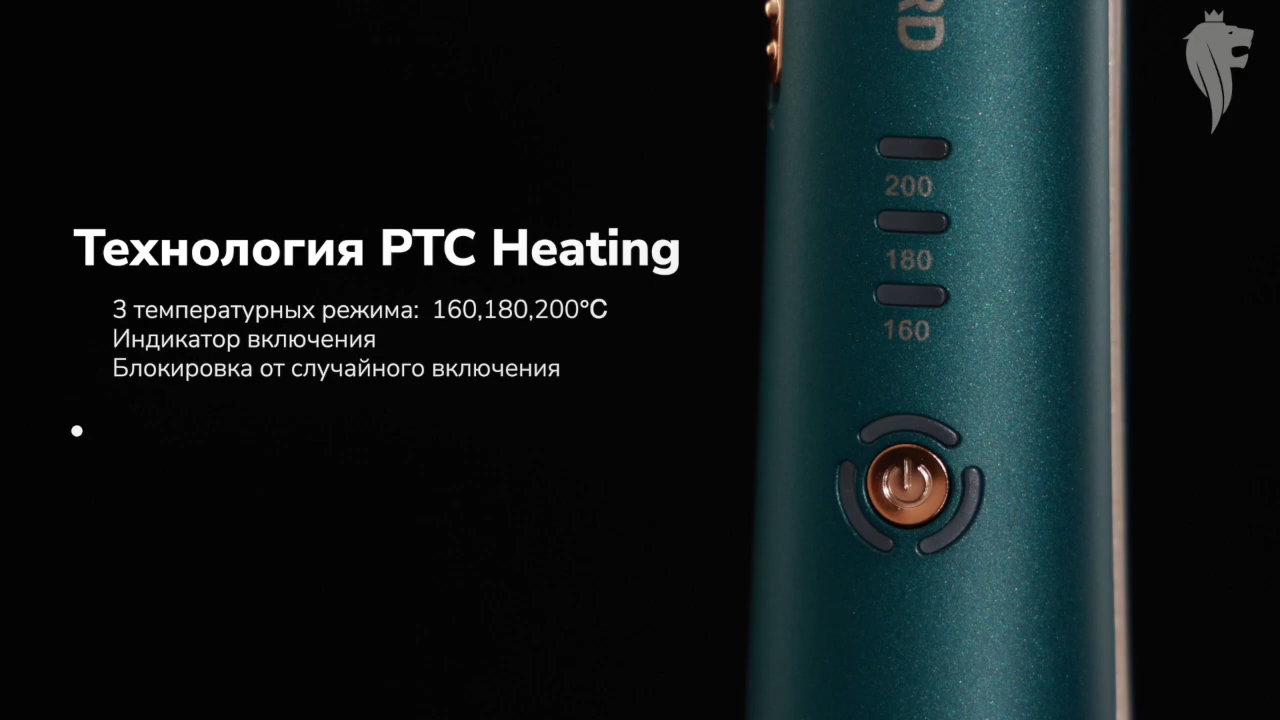 Технология PTC Heating
3 температурных режима: 160,180,200°C
Индикатор включения
Блокировка от случайного включения
RD
200
180
160